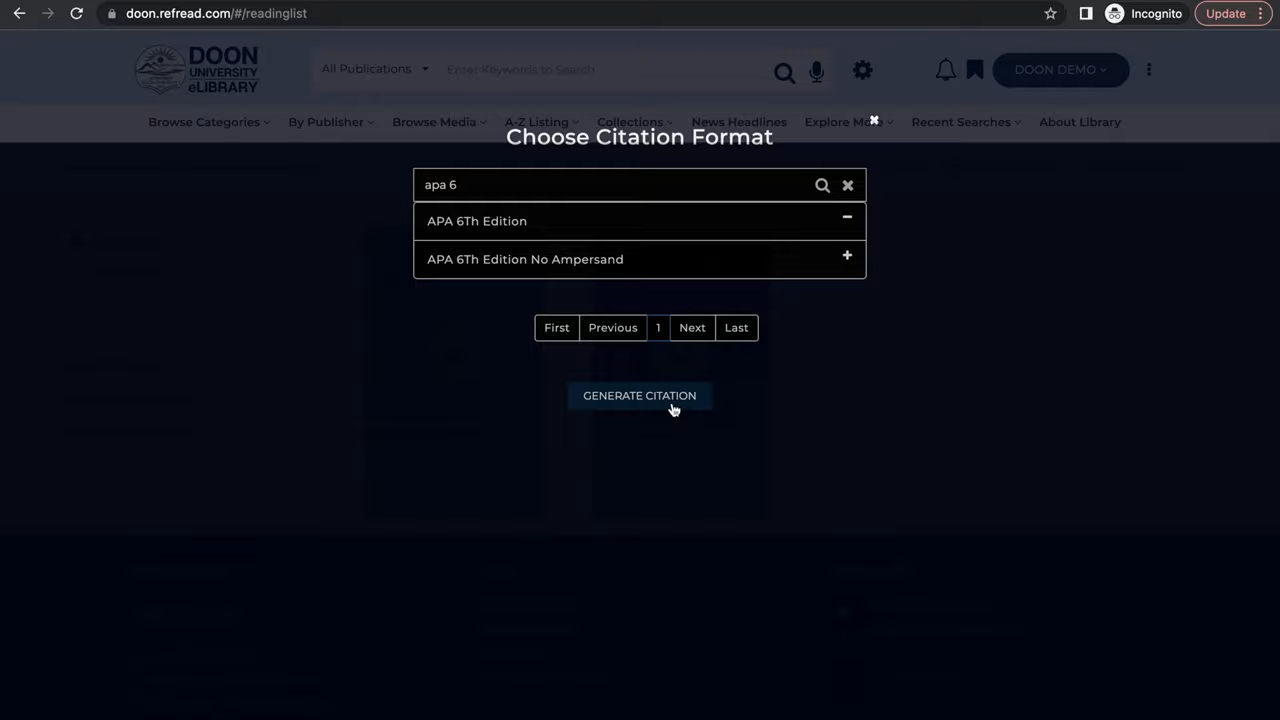 doon.refread.com/#/readinglist
Incognito
Update
DOON
UNIVERSITY
eLIBRARY
All Publications
Enter Keywords to Search
DOON DEMO
Browse Categories
By Publisher
Browse Media
A-Z Listing
Collections
News Headlines
Explore More
Recent Searches
About Library
Choose Citation Format
apa 6
APA 6Th Edition
APA 6Th Edition No Ampersand
First
Previous
1
Next
Last
GENERATE CITATION